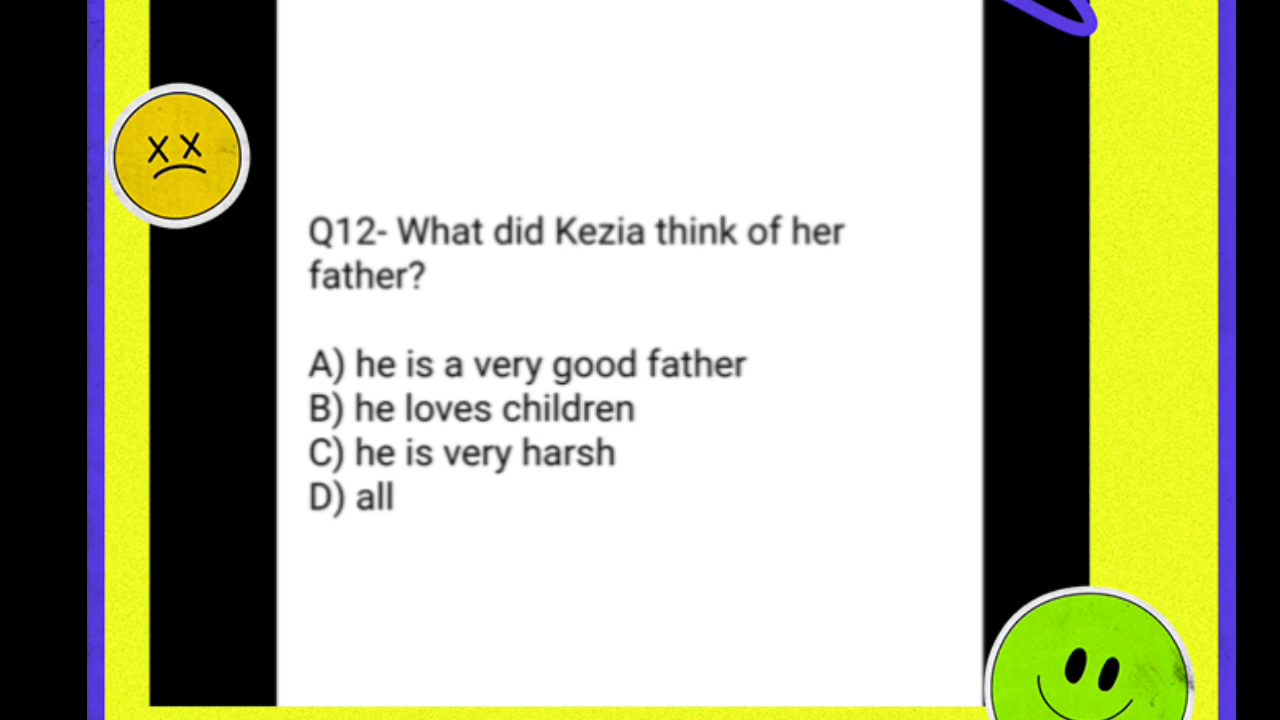 Q12- What did Kezia think of her
father?
A) he is a very good father
B) he loves children
C) he is very harsh
D) all